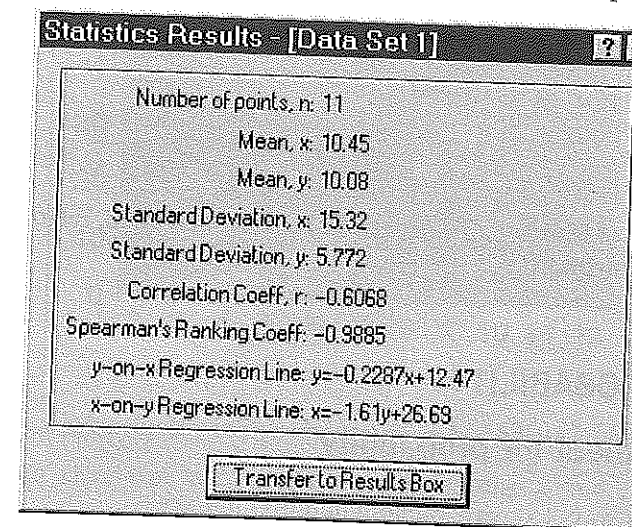 Statistics Results - [Data Set 1]
?
Number of points, n: 11
Mean, x: 10.45
Mean, y: 10.08
Standard Deviation, x: 15.32
Standard Deviation, y: 5.772
Correlation Coeff, r: -0.6068
Spearman's Ranking Coeff: -0.9885
y-on-x Regression Line: y=-0.2287x+12.47
x-on-y Regression Line: x=-1.61y+26.69
Transfer to Results Box